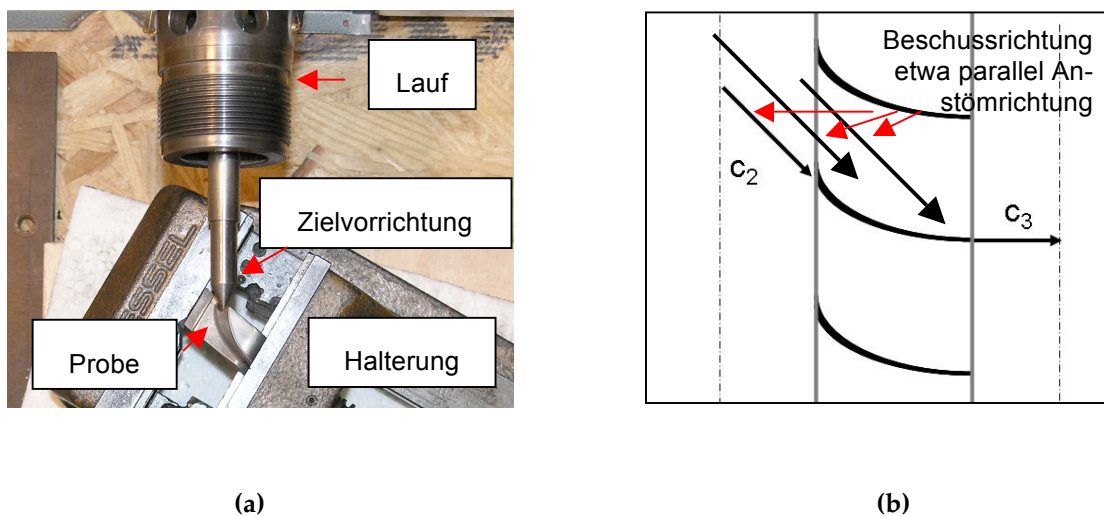 Lauf
Zielvorrichtung
Probe
Halterung
Beschussrichtung
etwa parallel An-
stömrichtung
c2
c3
(a)
(b)